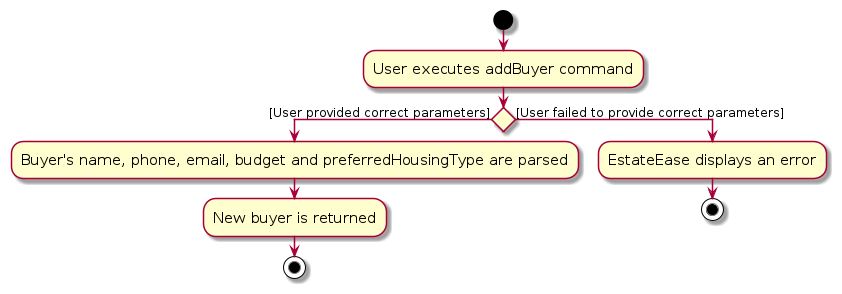 User executes addBuyer command
[User provided correct parameters]
[User failed to provide correct parameters]
Buyer's name, phone, email, budget and preferredHousingType are parsed
EstateEase displays an error
New buyer is returned